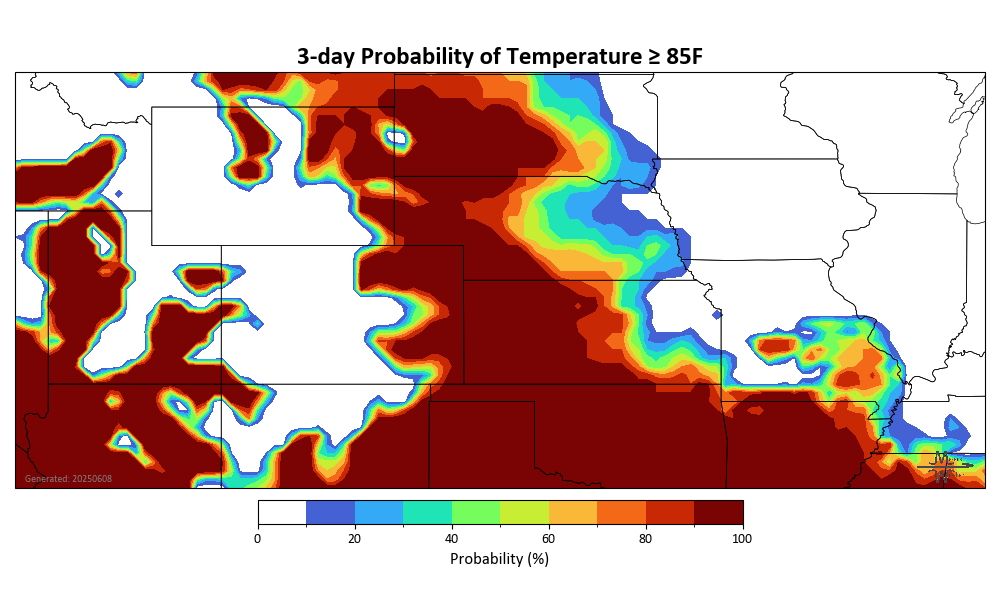 3-day Probability of Temperature ≥ 85F
Generated: 20250608
0 20 40 60 80 100
Probability (%)